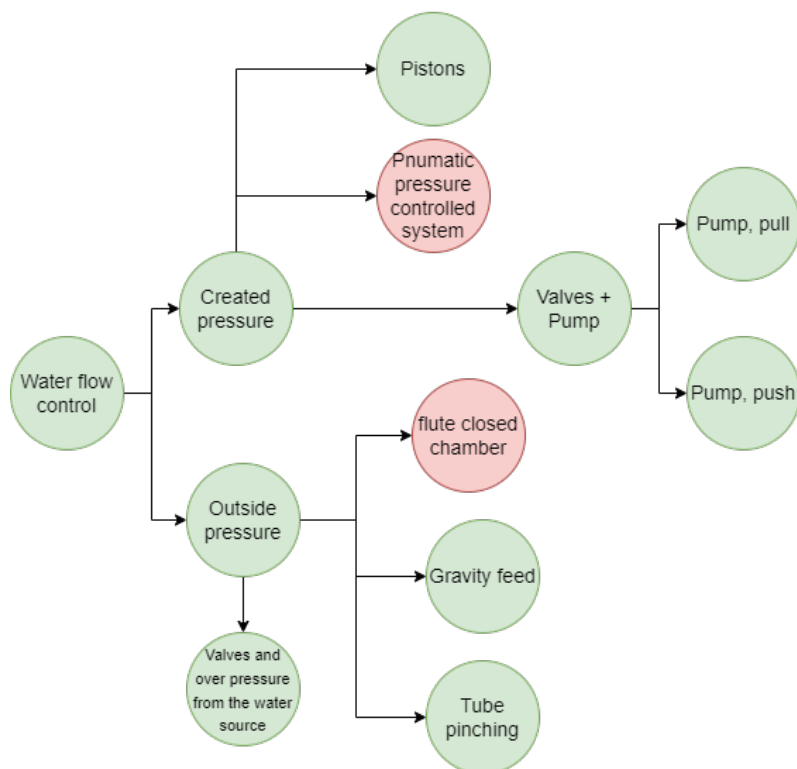 Pistons
Pnumatic
pressure
controlled
system
Pump, pull
Created
pressure
Valves +
Pump
Water flow
control
Pump, push
flute closed
chamber
Outside
pressure
Gravity feed
Valves and
over pressure
from the water
source
Tube
pinching